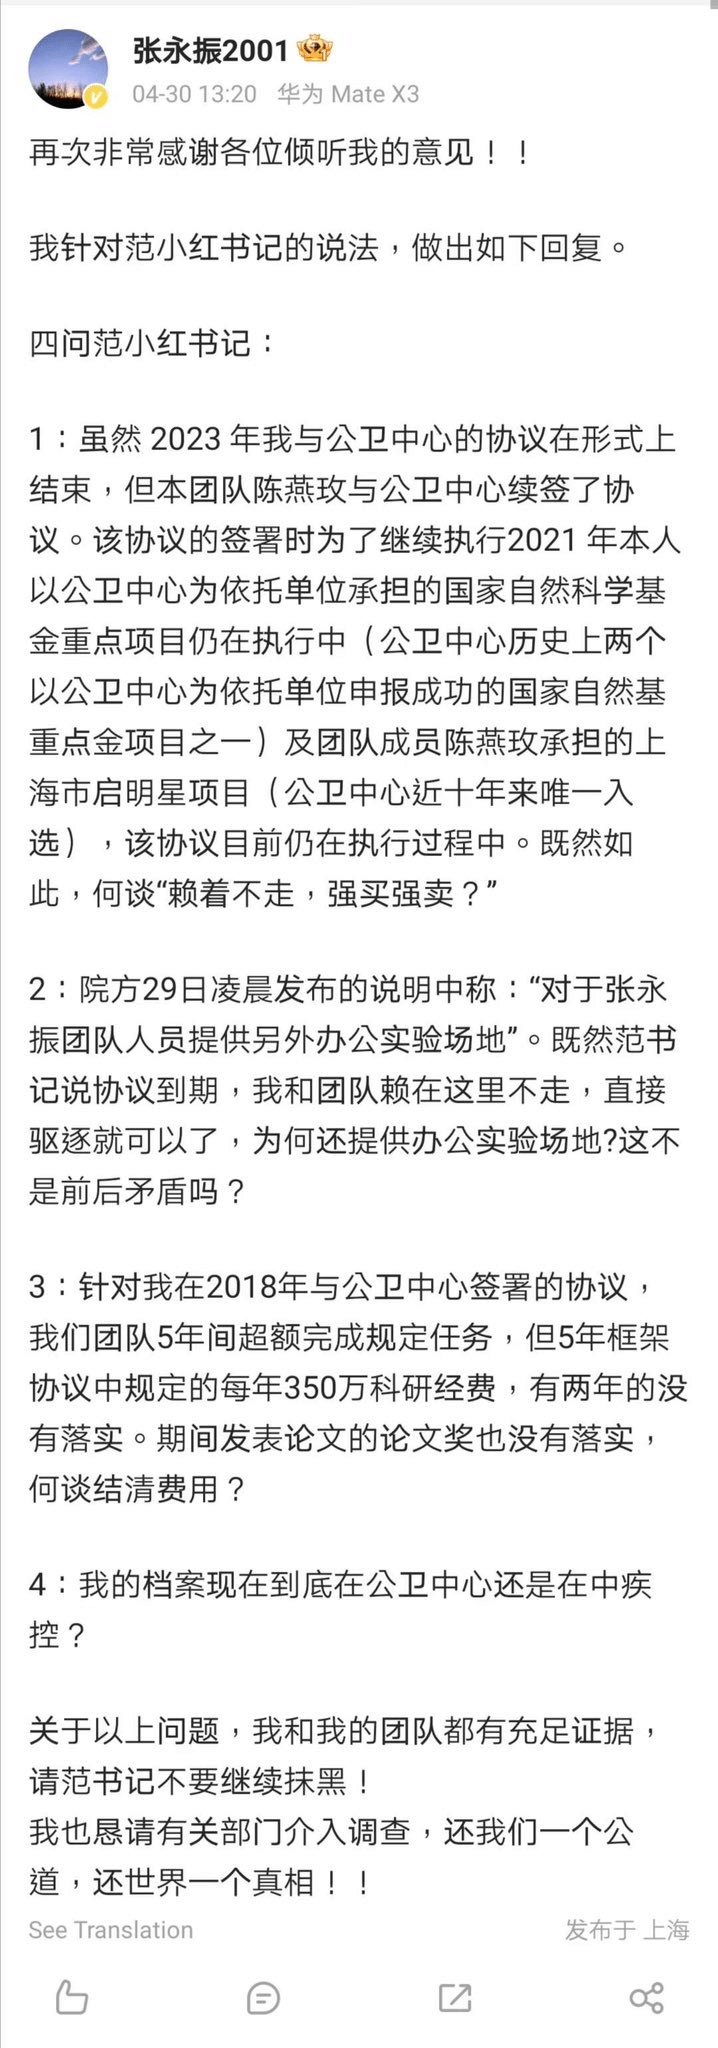 张永振2001
04-30 13:20 华为 Mate X3
再次非常感谢各位倾听我的意见！！
我针对范小红书记的说法，做出如下回复。
四问范小红书记：
1：虽然 2023 年我与公卫中心的协议在形式上
结束，但本团队陈燕玫与公卫中心续签了协
议。该协议的签署时为了继续执行2021 年本人
以公卫中心为依托单位承担的国家自然科学基
金重点项目仍在执行中（公卫中心历史上两个
以公卫中心为依托单位申报成功的国家自然基
重点金项目之一）及团队成员陈燕玫承担的上
海市启明星项目（公卫中心近十年来唯一入
选），该协议目前仍在执行过程中。既然如
此，何谈“赖着不走，强买强卖？”
2：院方29日凌晨发布的说明中称：“对于张永
振团队人员提供另外办公实验场地”。既然范书
记说协议到期，我和团队赖在这里不走，直接
驱逐就可以了，为何还提供办公实验场地?这不
是前后矛盾吗？
3：针对我在2018年与公卫中心签署的协议，
我们团队5年间超额完成规定任务，但5年框架
协议中规定的每年350万科研经费，有两年的没
有落实。期间发表论文的论文奖也没有落实，
何谈结清费用？
4：我的档案现在到底在公卫中心还是在中疾
控？
关于以上问题，我和我的团队都有充足证据，
请范书记不要继续抹黑！
我也恳请有关部门介入调查，还我们一个公
道，还世界一个真相！！
See Translation 发布于 上海